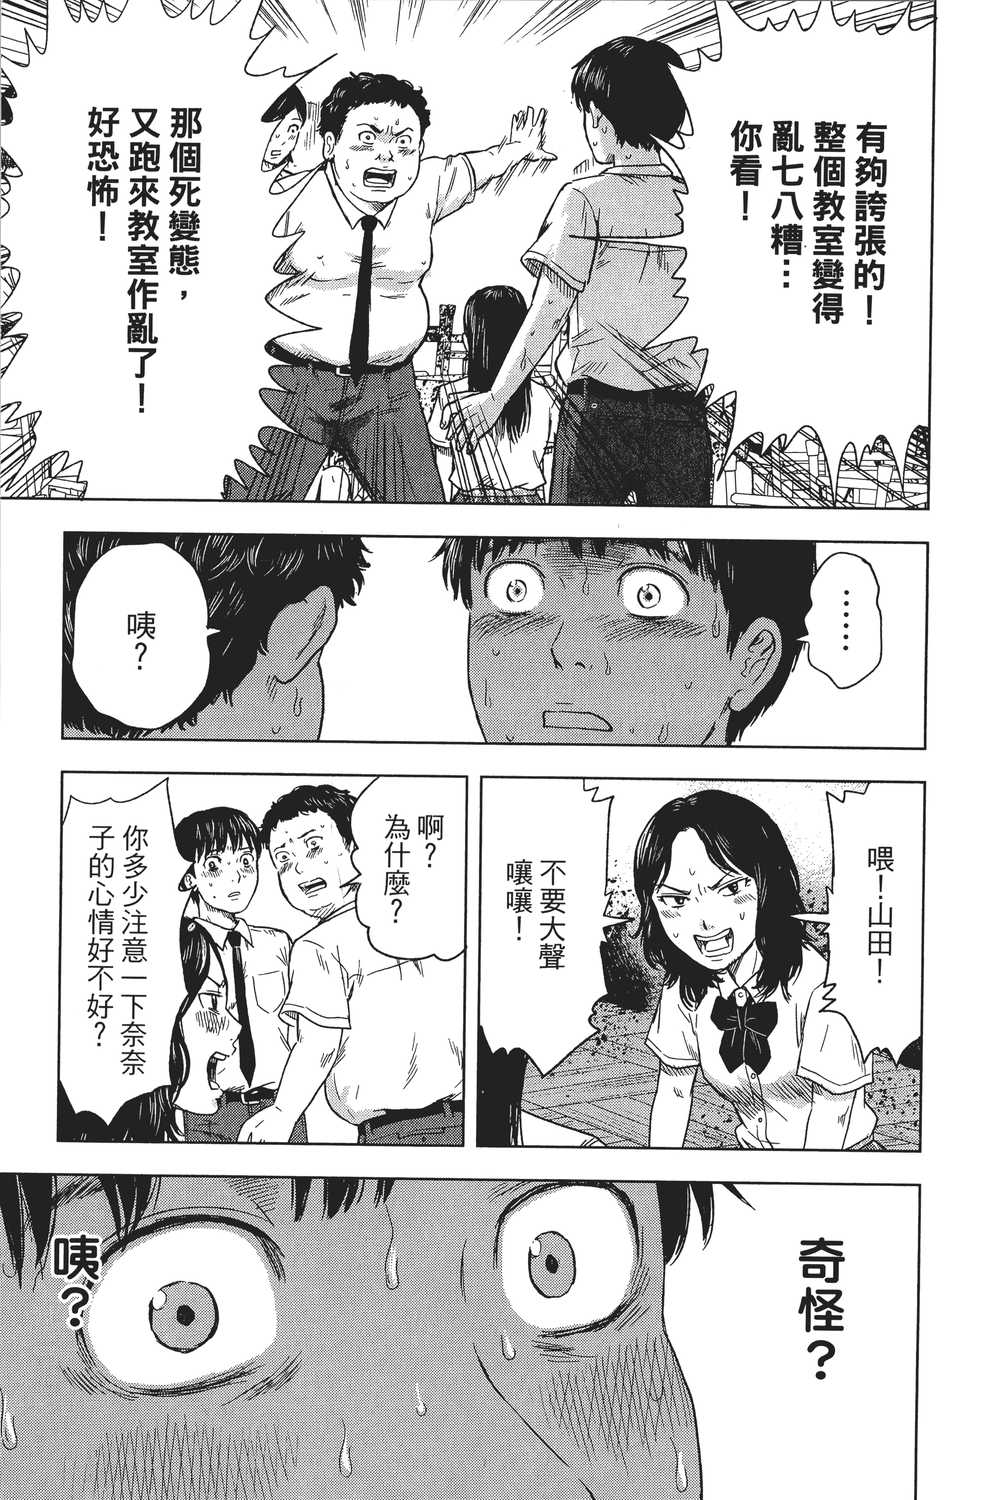 有夠誇張的！
整個教室變得
亂七八糟…
你看！
那個死變態，
又跑來教室作亂了！
好恐怖！
……
咦？
喂！山田！
不要大聲
嚷嚷！
啊？
為什麼？
你多少注意一下奈奈
子的心情好不好？
奇怪？
咦？